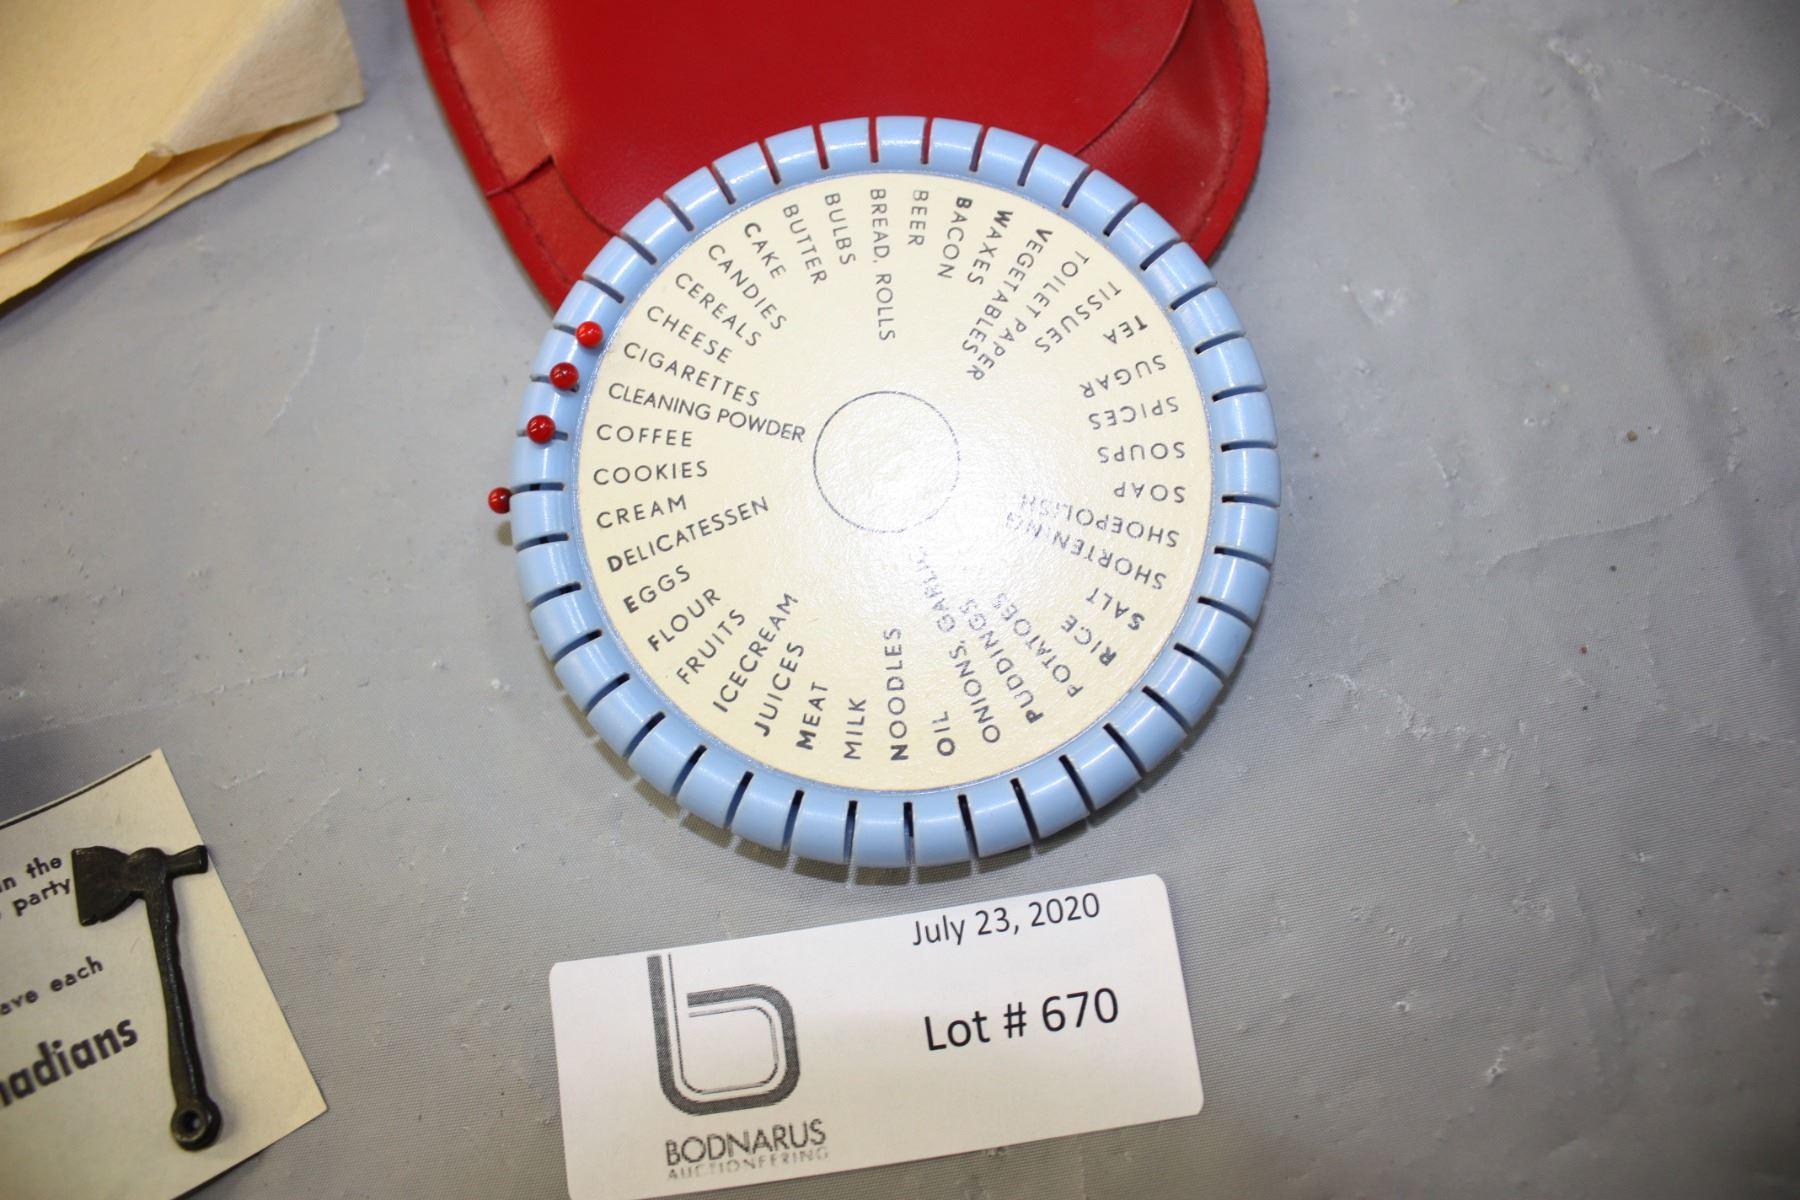 BACON
BEER
BREAD, ROLLS
BULBS
BUTTER
CAKE
CANDIES
CEREALS
CHEESE
CIGARETTES
CLEANING POWDER
COFFEE
COOKIES
CREAM
DELICATESSEN
EGGS
FLOUR
FRUITS
ICECREAM
JUICES
MEAT
MILK
NOODLES
OIL
ONIONS, GARLIC
PUDDINGS
POTATOES
RICE
SALT
SHORTENING
SHOEPOLISH
SOAP
SOUPS
SPICES
SUGAR
TEA
TISSUES
TOILET PAPER
VEGETABLES
WAXES
in the
party
ave each
nadians
July 23, 2020
Lot # 670
b
BODNARUS
AUCTIONEERING